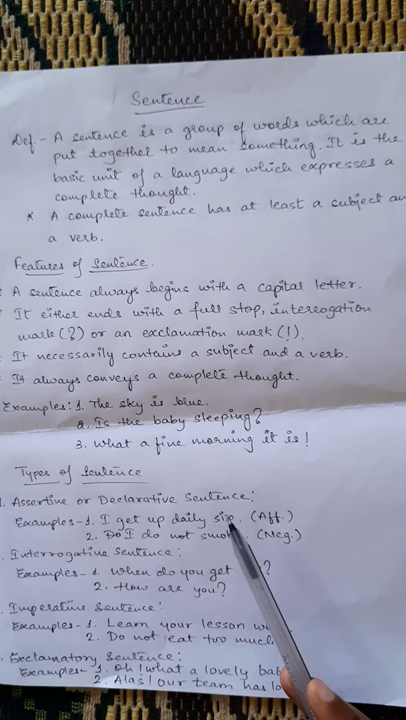 Sentence
Def - A sentence is a group of words which are
put together to mean something. It is the
basic unit of a language which expresses a
complete thought.
* A complete sentence has at least a subject an
a verb.
Features of Sentence.
A sentence always begins with a capital letter.
It either ends with a full stop, interrogation
mark (?) or an exclamation mark (!).
It necessarily contains a subject and a verb.
It always conveys a complete thought.
Examples: 1. The sky is blue.
2. Is the baby sleeping?
3. What a fine morning it is!
Types of Sentence
1. Assertive or Declarative Sentence:
Examples - 1. I get up daily six. (Aff.)
2. Do I do not smok (Neg.)
Interrogative Sentence:
Examples - 1. When do you get ?
2. How are you?
Imperative Sentence:
Examples - 1. Learn your lesson w
2. Do not eat too much
Exclamatory Sentence:
Examples - 1. Oh! what a lovely bab
2. Alas! Our team has lo